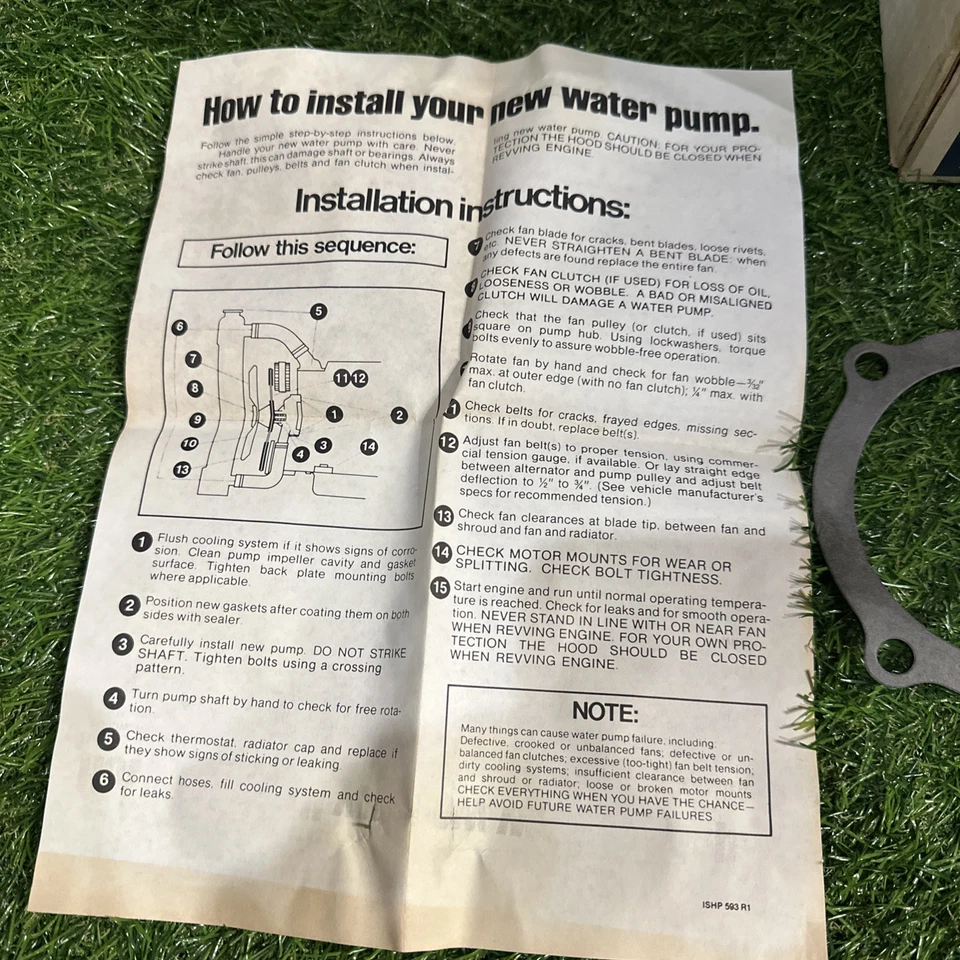 How to install your new water pump.
Follow the simple step-by-step instructions below.
Handle your new water pump with care. Never
strike shaft, this can damage shaft or bearings. Always
check fan, pulleys, belts and fan clutch when instal-
ling new water pump. CAUTION: FOR YOUR PRO-
TECTION THE HOOD SHOULD BE CLOSED WHEN
REVVING ENGINE.
Installation instructions:
Follow this sequence:
5
6
7
11 12
8
1
2
9
3
14
10
4
13
1 Flush cooling system if it shows signs of corro-
sion. Clean pump impeller cavity and gasket
surface. Tighten back plate mounting bolts
where applicable.
2 Position new gaskets after coating them on both
sides with sealer.
3 Carefully install new pump. DO NOT STRIKE
SHAFT. Tighten bolts using a crossing
pattern.
4 Turn pump shaft by hand to check for free rota-
tion.
5 Check thermostat, radiator cap and replace if
they show signs of sticking or leaking.
6 Connect hoses, fill cooling system and check
for leaks.
7 Check fan blade for cracks, bent blades, loose rivets,
etc. NEVER STRAIGHTEN A BENT BLADE: when
any defects are found replace the entire fan.
8 CHECK FAN CLUTCH (IF USED) FOR LOSS OF OIL,
LOOSENESS OR WOBBLE. A BAD OR MISALIGNED
CLUTCH WILL DAMAGE A WATER PUMP.
9 Check that the fan pulley (or clutch, if used) sits
square on pump hub. Using lockwashers, torque
bolts evenly to assure wobble-free operation.
Rotate fan by hand and check for fan wobble—3/32"
max. at outer edge (with no fan clutch); 1/4" max. with
fan clutch.
11 Check belts for cracks, frayed edges, missing sec-
tions. If in doubt, replace belt(s).
12 Adjust fan belt(s) to proper tension, using commer-
cial tension gauge, if available. Or lay straight edge
between alternator and pump pulley and adjust belt
deflection to ½" to ¾". (See vehicle manufacturer's
specs for recommended tension.)
13 Check fan clearances at blade tip, between fan and
shroud and fan and radiator.
14 CHECK MOTOR MOUNTS FOR WEAR OR
SPLITTING. CHECK BOLT TIGHTNESS.
15 Start engine and run until normal operating tempera-
ture is reached. Check for leaks and for smooth opera-
tion. NEVER STAND IN LINE WITH OR NEAR FAN
WHEN REVVING ENGINE. FOR YOUR OWN PRO-
TECTION THE HOOD SHOULD BE CLOSED
WHEN REVVING ENGINE.
NOTE:
Many things can cause water pump failure, including:
Defective, crooked or unbalanced fans; defective or un-
balanced fan clutches; excessive (too-tight) fan belt tension;
dirty cooling systems; insufficient clearance between fan
and shroud or radiator; loose or broken motor mounts
CHECK EVERYTHING WHEN YOU HAVE THE CHANCE—
HELP AVOID FUTURE WATER PUMP FAILURES
ISHP 593 R1